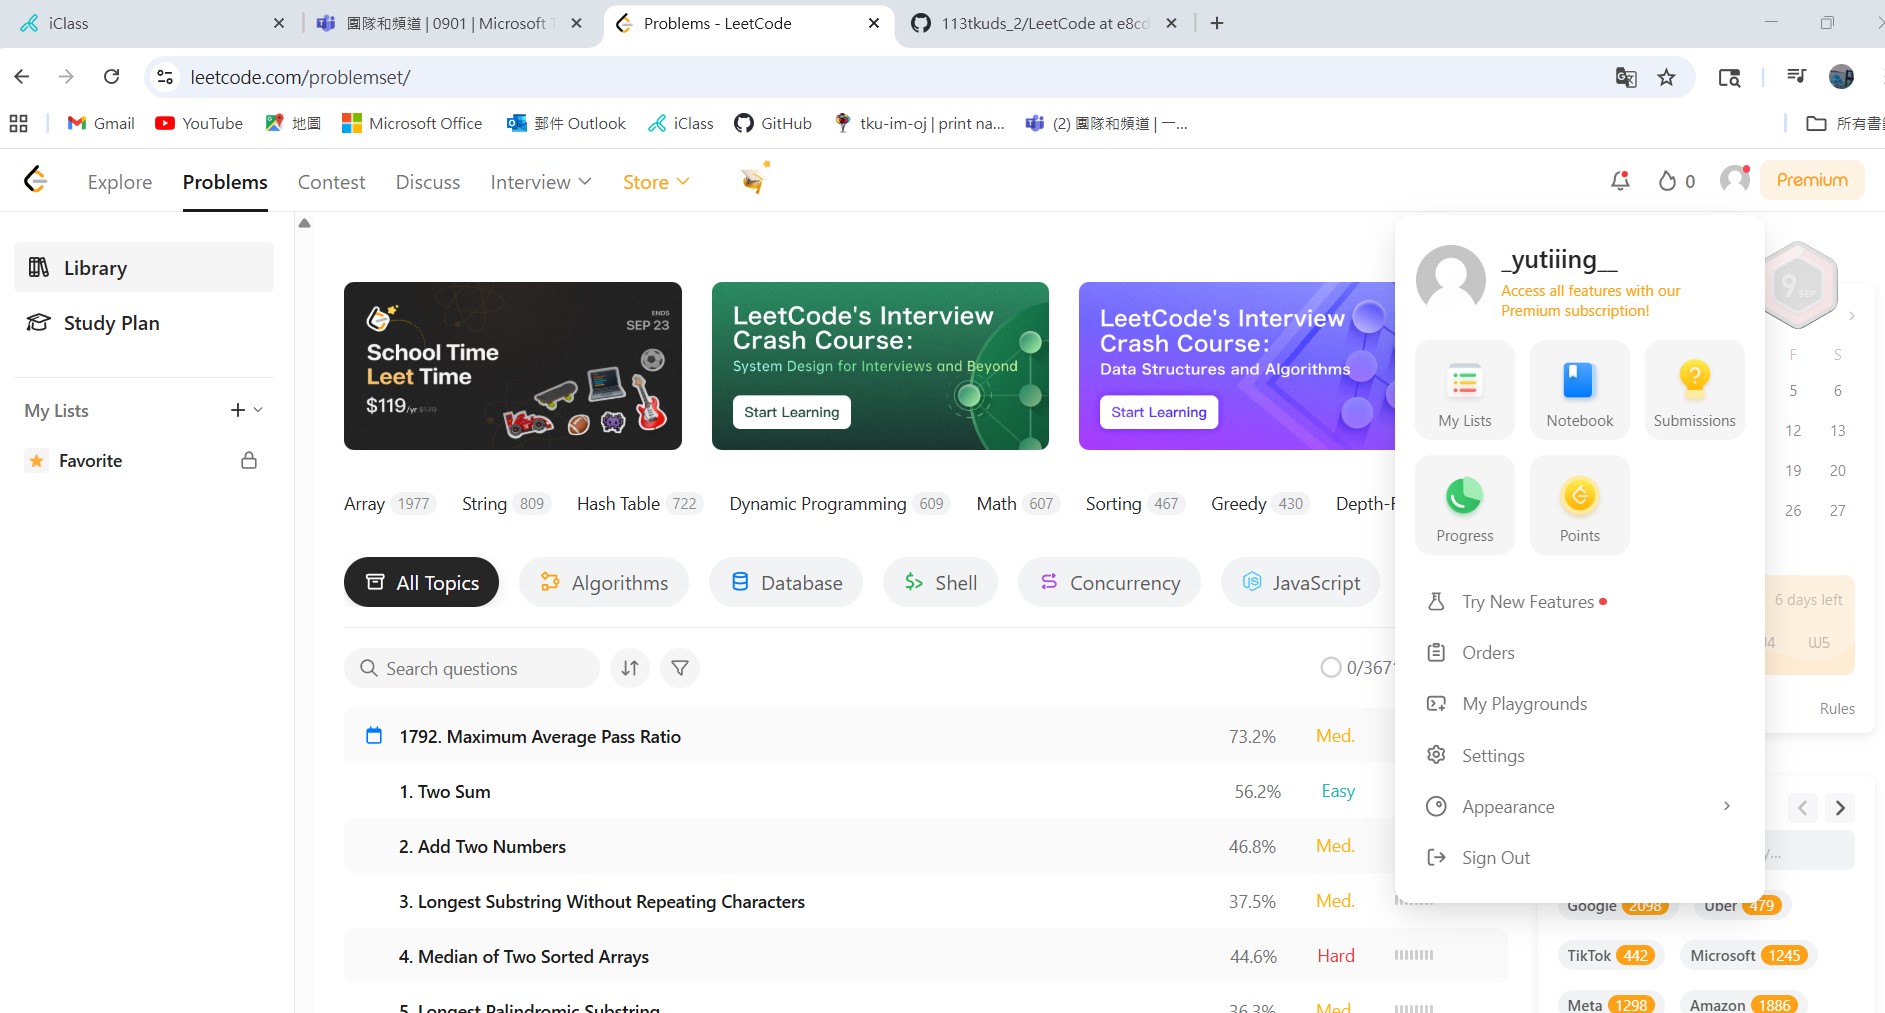 iClass
團隊和頻道 | 0901 | Microsoft
Problems - LeetCode
113tkuds_2/LeetCode at e8cd
leetcode.com/problemset/
Gmail
YouTube
地圖
Microsoft Office
郵件 Outlook
iClass
GitHub
tku-im-oj | print na...
(2) 團隊和頻道 | 一...
所有書
Explore
Problems
Contest
Discuss
Interview
Store
0
Premium
Library
Study Plan
My Lists
Favorite
School Time
Leet Time
$119/yr $179
ENDS
SEP 23
LeetCode's Interview
Crash Course:
System Design for Interviews and Beyond
Start Learning
LeetCode's Interview
Crash Course:
Data Structures and Algorithms
Start Learning
Array 1977
String 809
Hash Table 722
Dynamic Programming 609
Math 607
Sorting 467
Greedy 430
Depth-F
All Topics
Algorithms
Database
Shell
Concurrency
JavaScript
Search questions
0/367
1792. Maximum Average Pass Ratio 73.2% Med.
1. Two Sum 56.2% Easy
2. Add Two Numbers 46.8% Med.
3. Longest Substring Without Repeating Characters 37.5% Med.
4. Median of Two Sorted Arrays 44.6% Hard
5. Longest Palindromic Substring 36.3% Med.
_yutiiing__
Access all features with our
Premium subscription!
My Lists
Notebook
Submissions
Progress
Points
Try New Features
Orders
My Playgrounds
Settings
Appearance
Sign Out
9 SEP
F S
5 6
12 13
19 20
26 27
6 days left
W5
Rules
Google 2098
Uber 479
TikTok 442
Microsoft 1245
Meta 1298
Amazon 1886